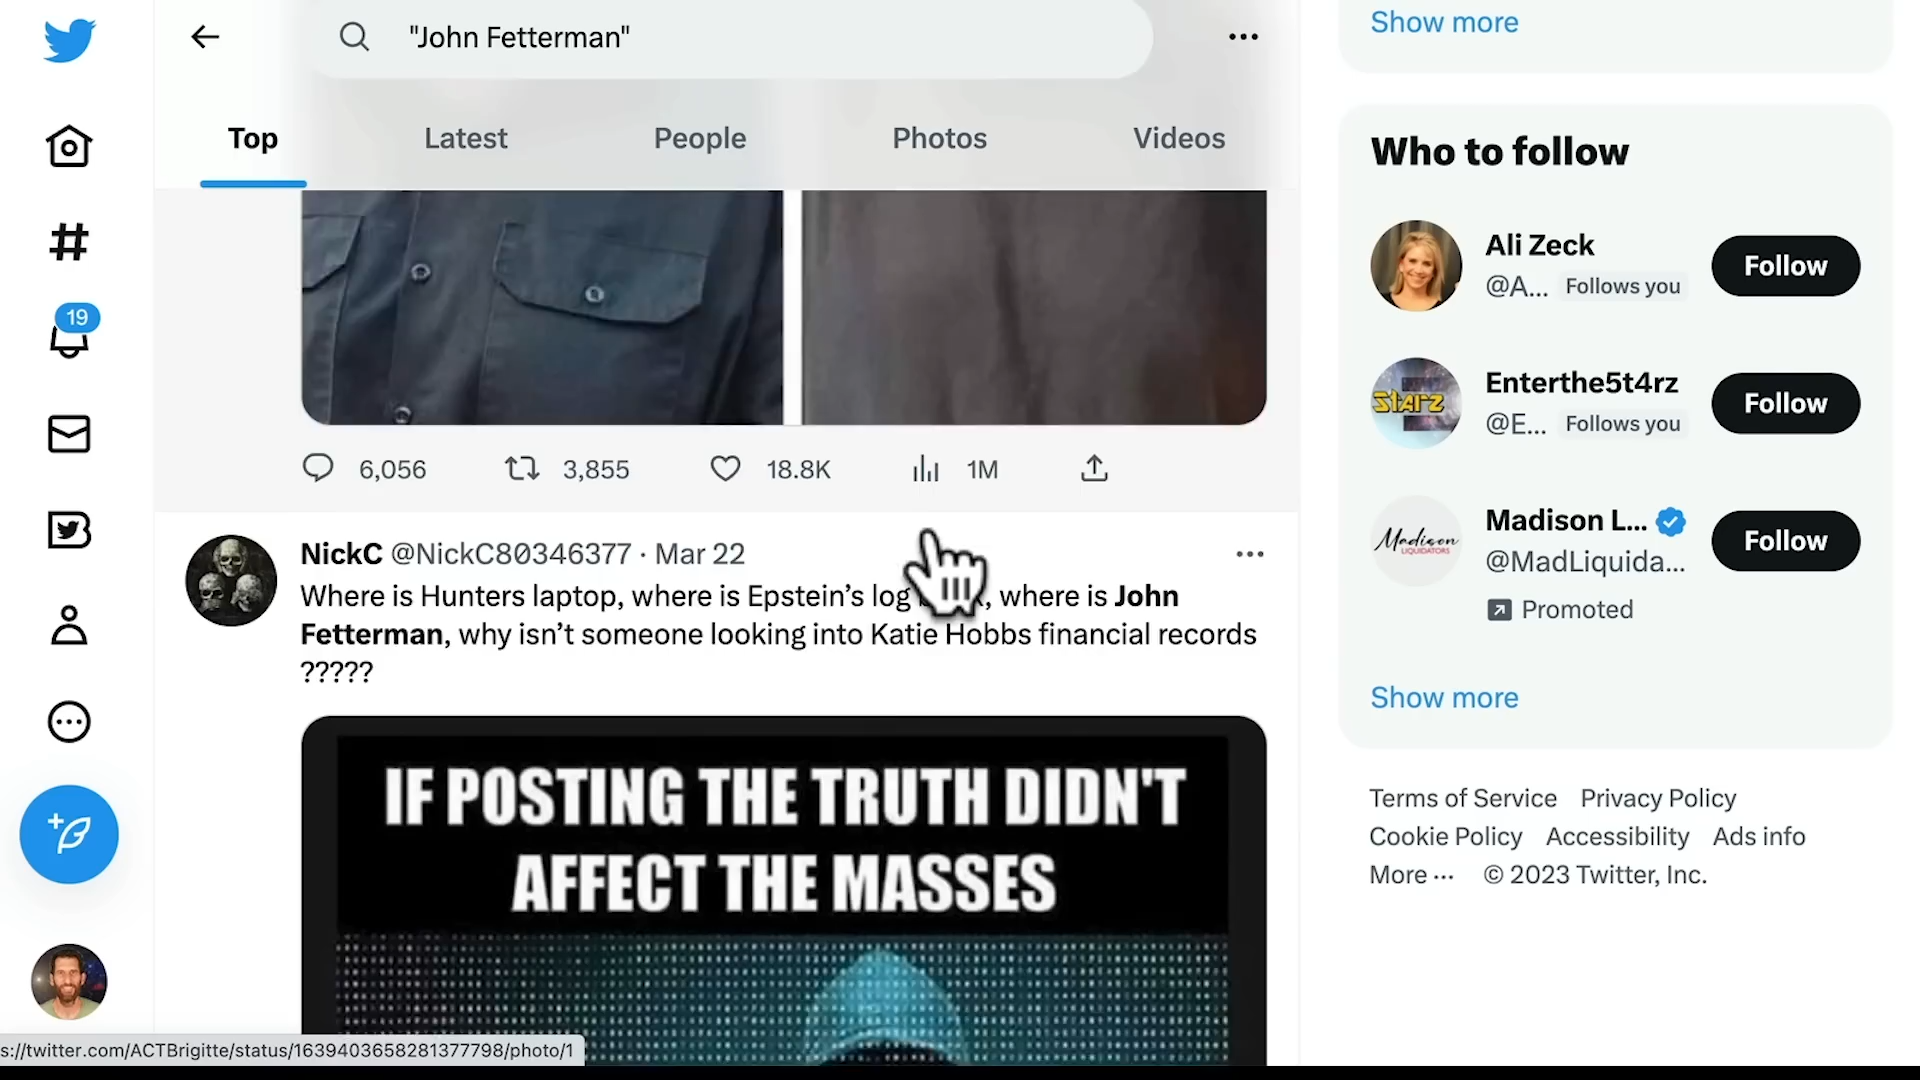 "John Fetterman"
Top
Latest
People
Photos
Videos
19
6,056
3,855
18.8K
1M
NickC @NickC80346377 · Mar 22
Where is Hunters laptop, where is Epstein's log , where is John
Fetterman, why isn't someone looking into Katie Hobbs financial records
?????
IF POSTING THE TRUTH DIDN'T
AFFECT THE MASSES
s://twitter.com/ACTBrigitte/status/1639403658281377798/photo/1
Show more
Who to follow
Ali Zeck
@A... Follows you
Follow
Enterthe5t4rz
@E... Follows you
Follow
STARZ
Madison L...
@MadLiquida...
Follow
Madison
LIQUIDATORS
Promoted
Show more
Terms of Service Privacy Policy
Cookie Policy Accessibility Ads info
More ··· © 2023 Twitter, Inc.